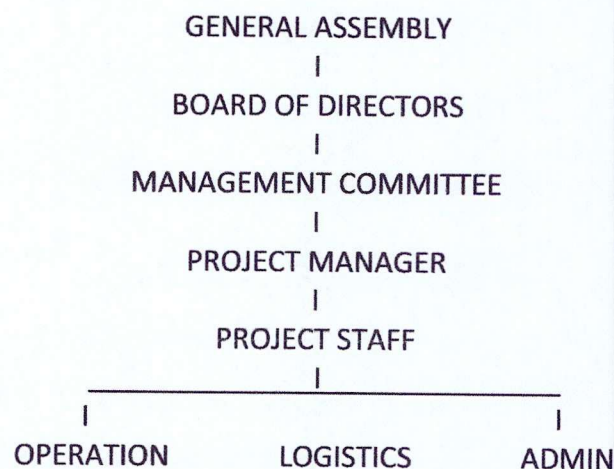 GENERAL ASSEMBLY
BOARD OF DIRECTORS
MANAGEMENT COMMITTEE
PROJECT MANAGER
PROJECT STAFF
OPERATION LOGISTICS ADMIN